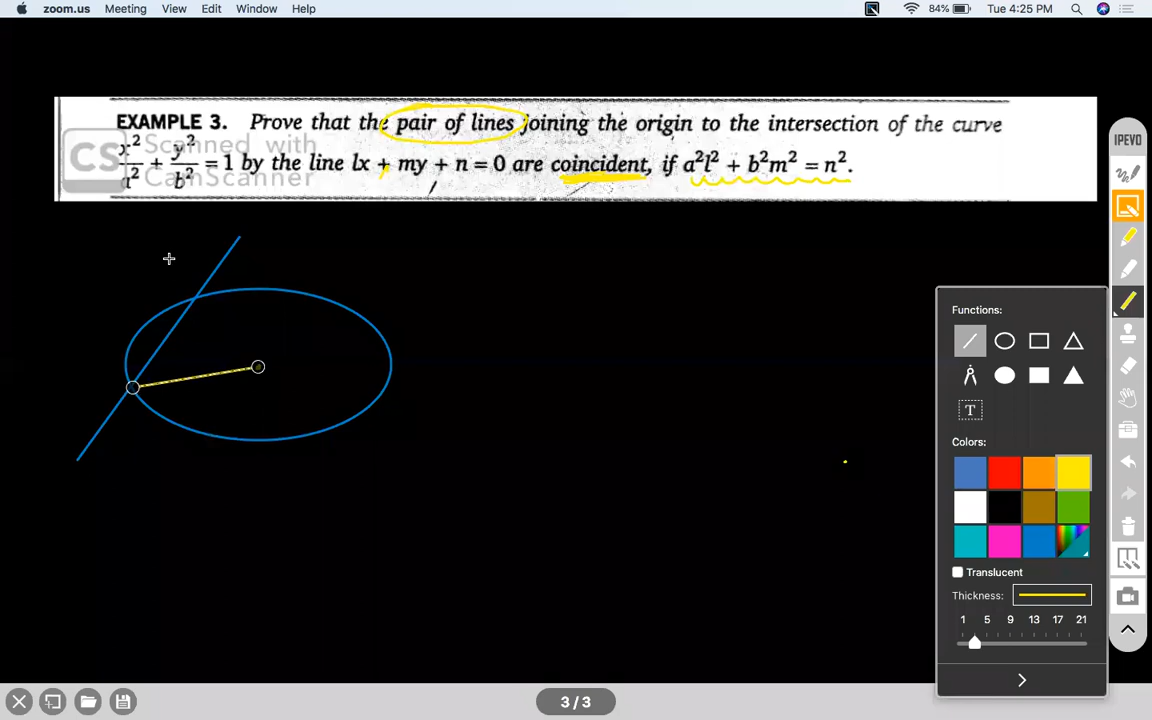 zoom.us Meeting View Edit Window Help 84% Tue 4:25 PM
EXAMPLE 3. Prove that the pair of lines joining the origin to the intersection of the curve
x²/a² + y²/b² = 1 by the line lx + my + n = 0 are coincident, if a²l² + b²m² = n².
CS Scanned with
CamScanner
IPEVO
Functions:
T
Colors:
Translucent
Thickness:
1 5 9 13 17 21
3 / 3